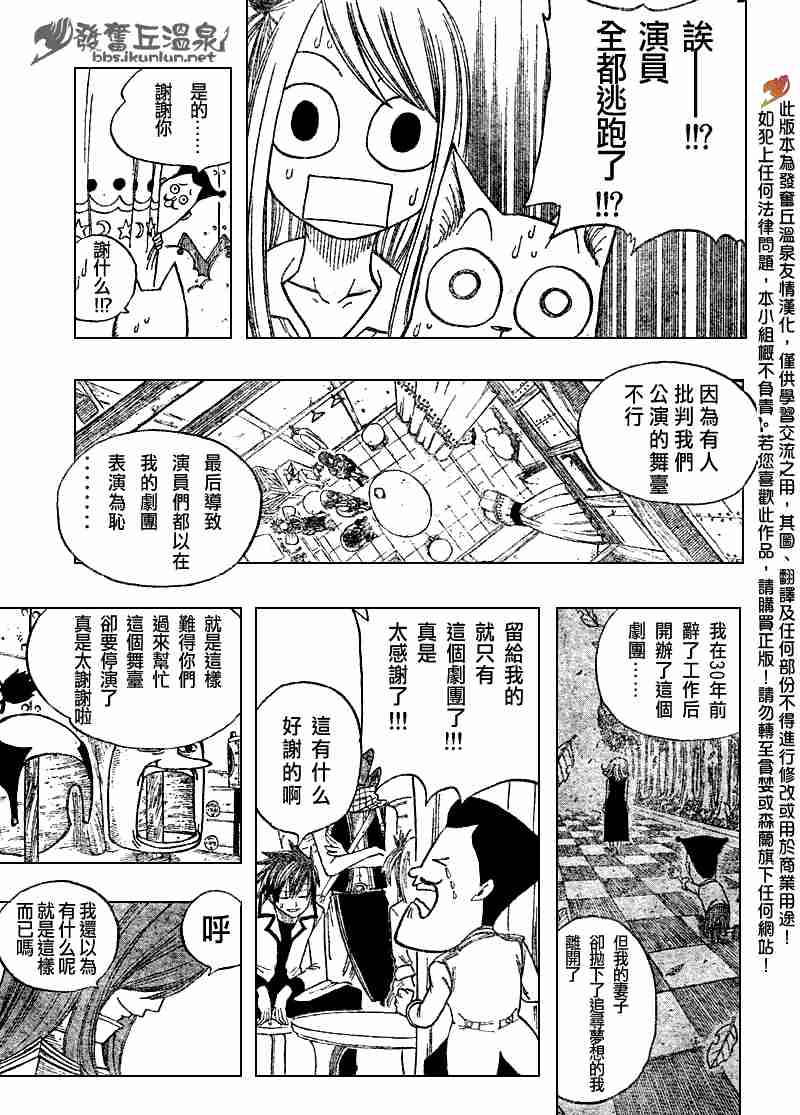 誒——!!?
演員
全都逃跑了!!?
是的……
謝謝你
謝什么!!?
因為有人
批判我們
公演的舞臺
不行
最后導致
演員們都以在
我的劇團
表演為恥
………
我在30年前
辭了工作后
開辦了這個
劇團……
但我的妻子
卻拋下了追尋夢想的我
離開了
留給我的
就只有
這個劇團了!!!
真是
太感謝了!!!
這有什么
好謝的啊
就是這樣
難得你們
過來幫忙
這個舞臺
卻要停演了
真是太謝謝啦
呼
我還以為
有什么呢
就是這樣
而已嗎
發奮丘溫泉
bbs.ikunlun.net
此版本為發奮丘溫泉友情漢化，僅供學習交流之用，其圖、翻譯及任何部份不得進行修改或用於商業用途！
如犯上任何法律問題，本小組概不負責。若您喜歡此作品，請購買正版！請勿轉至貪婪或森蘭旗下任何網站！